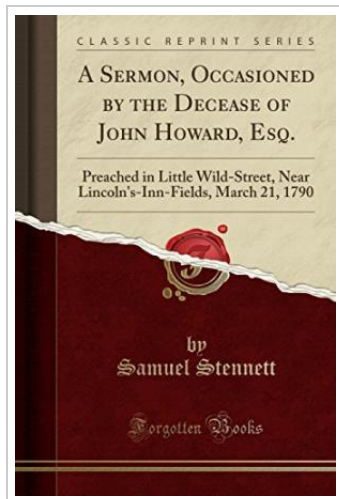 CLASSIC REPRINT SERIES
A Sermon, Occasioned
by the Decease of
John Howard, Esq.
Preached in Little Wild-Street, Near
Lincoln's-Inn-Fields, March 21, 1790
by
Samuel Stennett
Forgotten Books